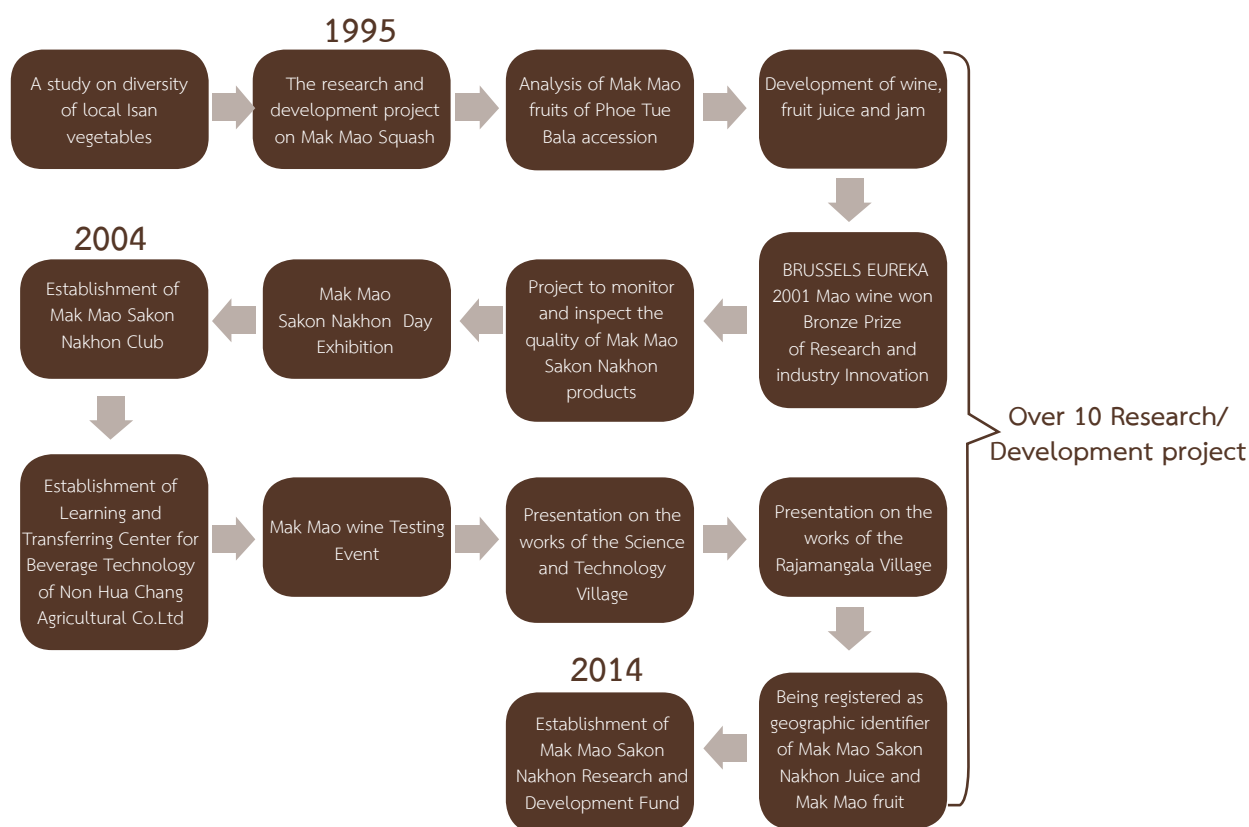 1995
A study on diversity
of local Isan
vegetables
The research and
development project
on Mak Mao Squash
Analysis of Mak Mao
fruits of Phoe Tue
Bala accession
Development of wine,
fruit juice and jam
BRUSSELS EUREKA
2001 Mao wine won
Bronze Prize
of Research and
industry Innovation
Project to monitor
and inspect the
quality of Mak Mao
Sakon Nakhon
products
Mak Mao
Sakon Nakhon Day
Exhibition
2004
Establishment of
Mak Mao Sakon
Nakhon Club
Establishment of
Learning and
Transferring Center for
Beverage Technology
of Non Hua Chang
Agricultural Co.Ltd
Mak Mao wine Testing
Event
Presentation on the
works of the Science
and Technology
Village
Presentation on the
works of the
Rajamangala Village
Being registered as
geographic identifier
of Mak Mao Sakon
Nakhon Juice and
Mak Mao fruit
2014
Establishment of
Mak Mao Sakon
Nakhon Research and
Development Fund
Over 10 Research/
Development project